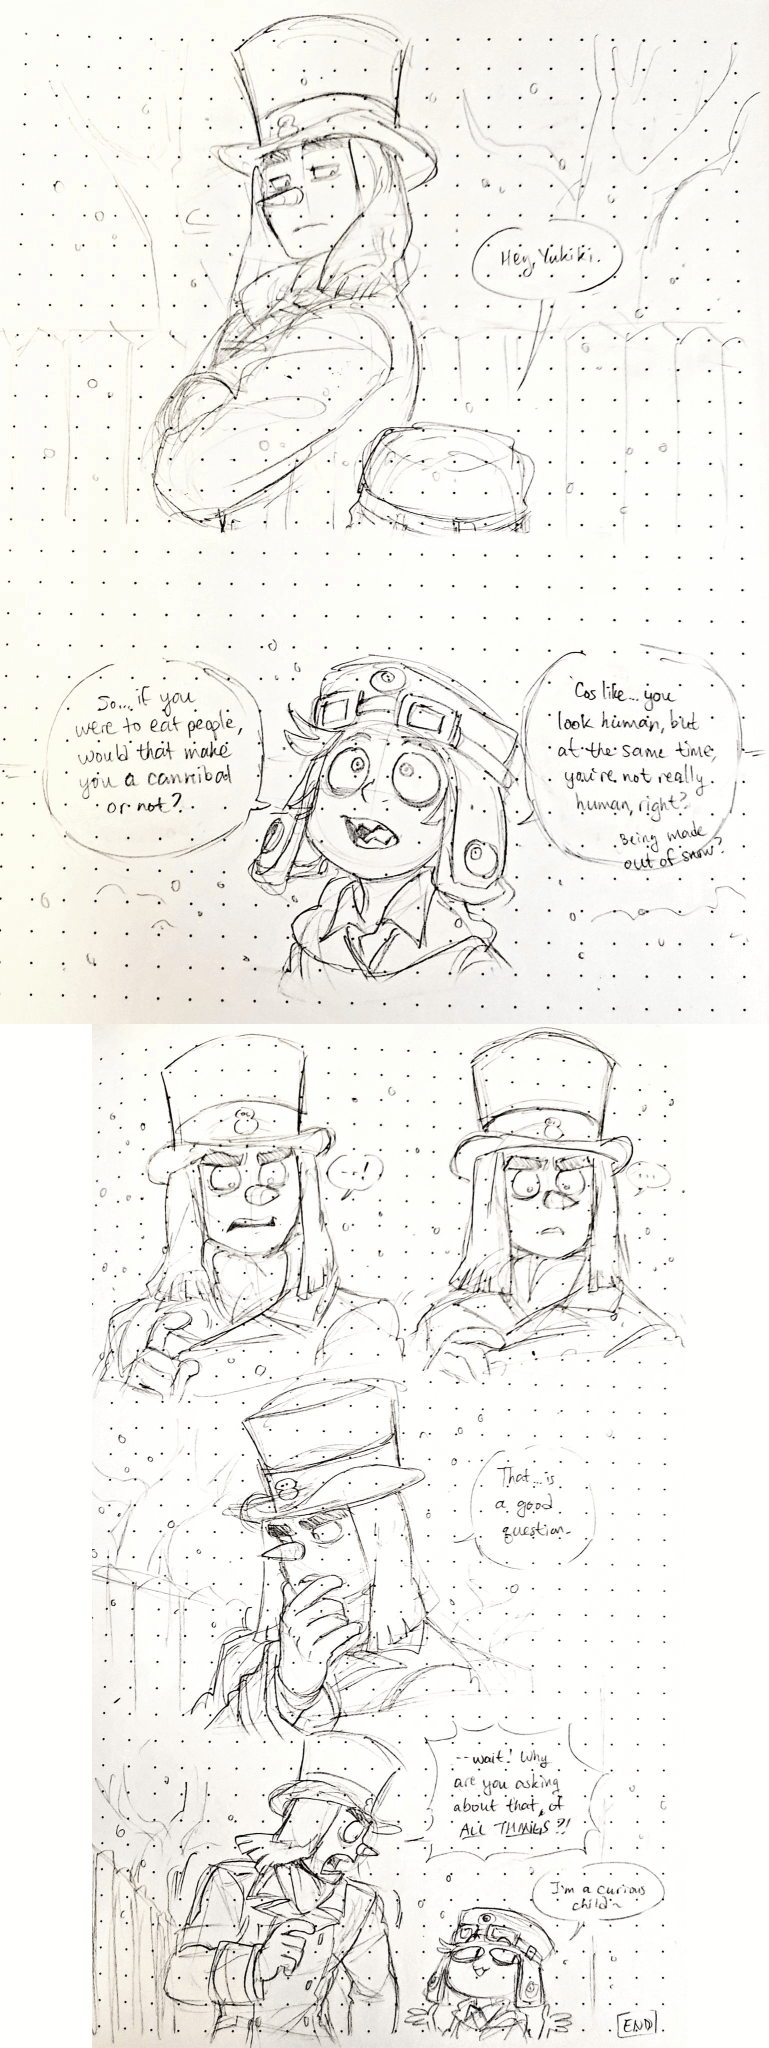 Hey, Yukiki.
So... if you
were to eat people,
would that make
you a cannibal
or not?
Cos like... you
look human, but
at the same time,
you're not really
human, right?
Being made
out of snow?
--!
...
That... is
a good
question.
--wait! Why
are you asking
about that, of
ALL THINGS?!
I'm a curious
child~
[END]